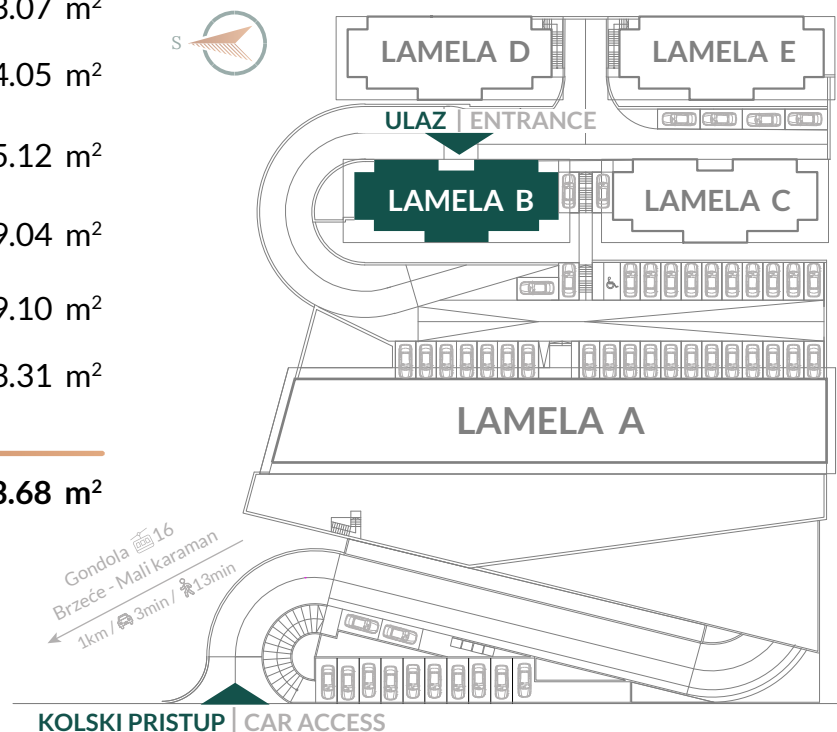 3.07 m²
4.05 m²
5.12 m²
9.04 m²
9.10 m²
3.31 m²
3.68 m²
S
LAMELA D
LAMELA E
ULAZ | ENTRANCE
LAMELA B
LAMELA C
LAMELA A
Gondola 16
Brzeće - Mali karaman
1km / 3min / 13min
KOLSKI PRISTUP | CAR ACCESS